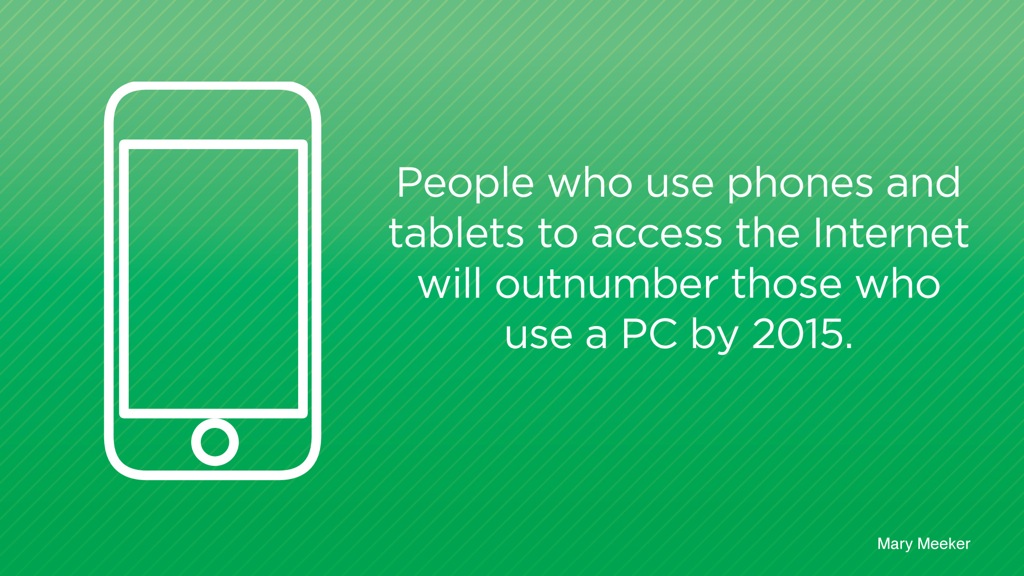 People who use phones and
tablets to access the Internet
will outnumber those who
use a PC by 2015.
Mary Meeker